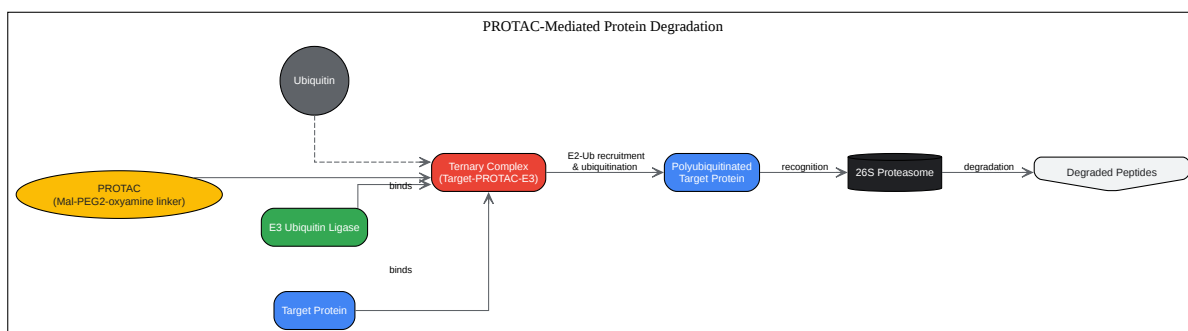 PROTAC-Mediated Protein Degradation
Ubiquitin
PROTAC
(Mal-PEG2-oxyamine linker)
binds
E3 Ubiquitin Ligase
binds
Target Protein
Ternary Complex
(Target-PROTAC-E3)
E2-Ub recruitment
& ubiquitination
Polyubiquitinated
Target Protein
recognition
26S Proteasome
degradation
Degraded Peptides